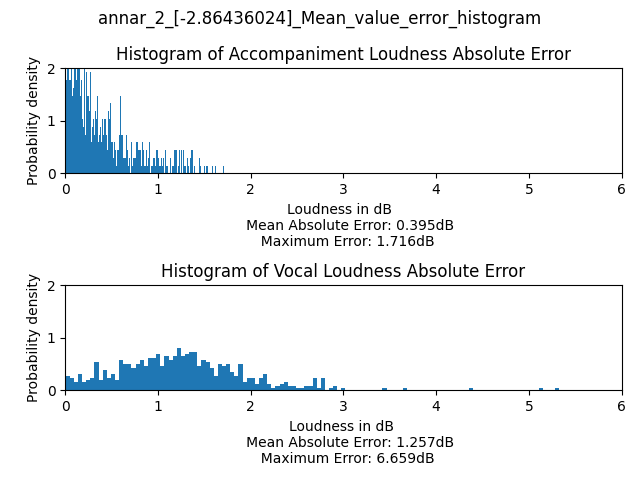 annar_2_[-2.86436024]_Mean_value_error_histogram
Histogram of Accompaniment Loudness Absolute Error
Probability density
2
1
0
0 1 2 3 4 5 6
Loudness in dB
Mean Absolute Error: 0.395dB
Maximum Error: 1.716dB
Histogram of Vocal Loudness Absolute Error
Probability density
2
1
0
0 1 2 3 4 5 6
Loudness in dB
Mean Absolute Error: 1.257dB
Maximum Error: 6.659dB